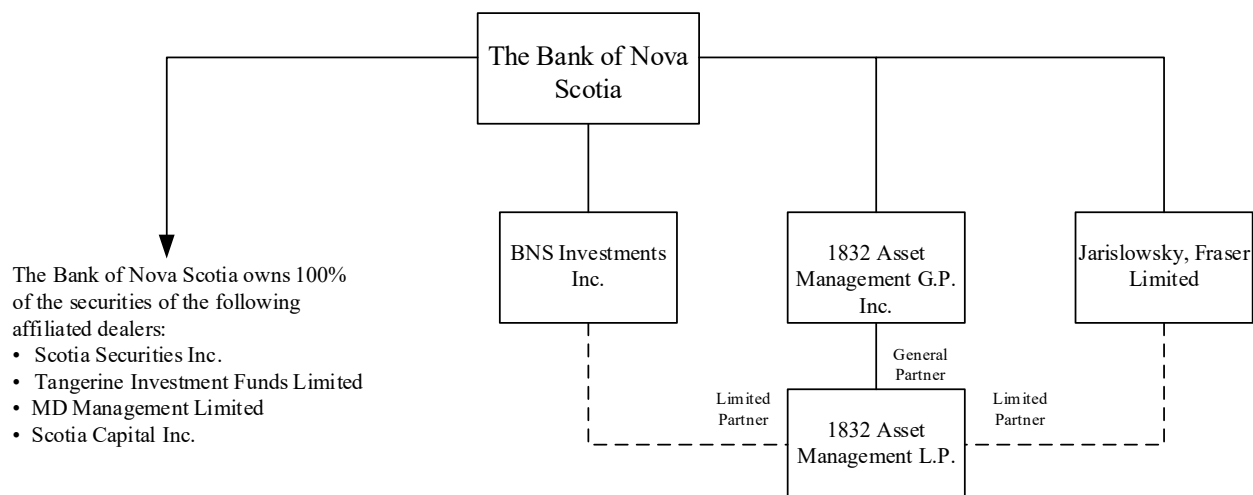 The Bank of Nova
Scotia
BNS Investments
Inc.
1832 Asset
Management G.P.
Inc.
Jarislowsky, Fraser
Limited
The Bank of Nova Scotia owns 100%
of the securities of the following
affiliated dealers:
• Scotia Securities Inc.
• Tangerine Investment Funds Limited
• MD Management Limited
• Scotia Capital Inc.
General
Partner
Limited
Partner
Limited
Partner
1832 Asset
Management L.P.